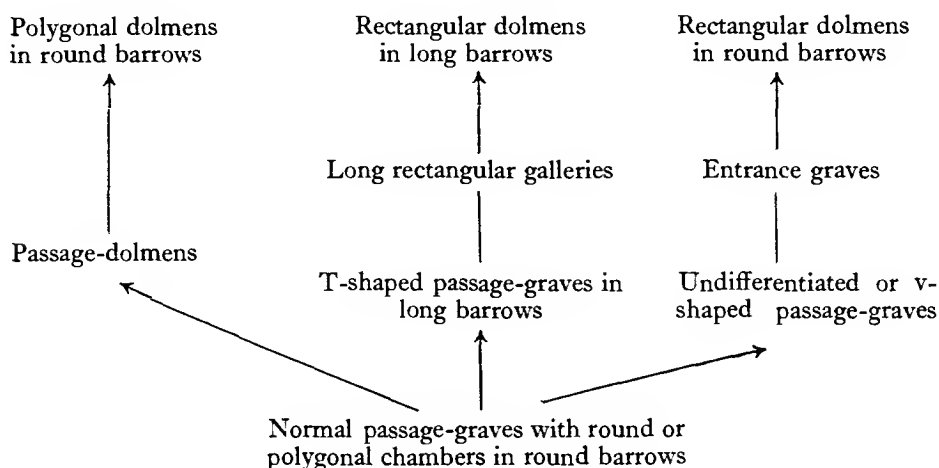 Polygonal dolmens
in round barrows
Rectangular dolmens
in long barrows
Rectangular dolmens
in round barrows
Long rectangular galleries
Entrance graves
Passage-dolmens
T-shaped passage-graves in
long barrows
Undifferentiated or v-
shaped passage-graves
Normal passage-graves with round or
polygonal chambers in round barrows